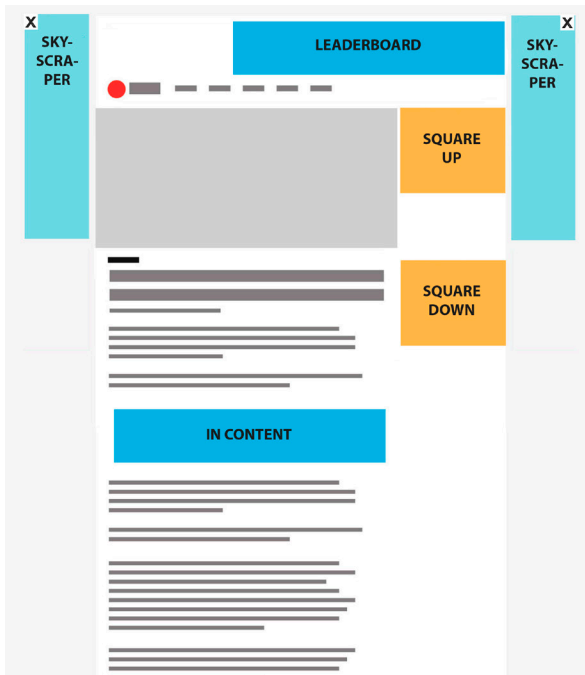 X
SKY-
SCRA-
PER
LEADERBOARD
X
SKY-
SCRA-
PER
SQUARE
UP
SQUARE
DOWN
IN CONTENT